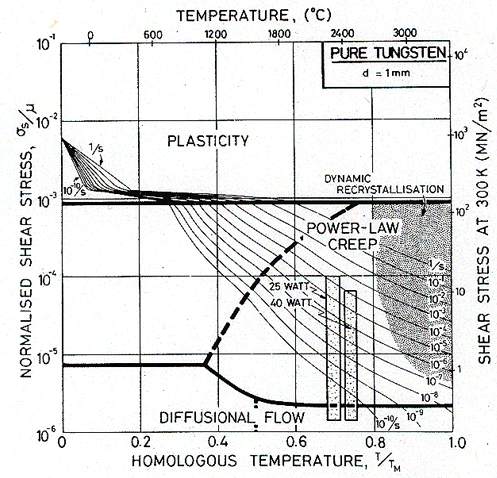 TEMPERATURE, (°C)
0 600 1200 1800 2400 3000
10⁻¹
10⁻²
10⁻³
10⁻⁴
10⁻⁵
10⁻⁶
NORMALISED SHEAR STRESS, σs/μ
PURE TUNGSTEN
d = 1mm
10⁴
10³
10²
10
1
SHEAR STRESS AT 300 K (MN/m²)
PLASTICITY
1/s
10⁻¹⁰/s
DYNAMIC
RECRYSTALLISATION
POWER-LAW
CREEP
25 WATT
40 WATT
1/s
10⁻¹
10⁻²
10⁻³
10⁻⁴
10⁻⁵
10⁻⁶
10⁻⁷
10⁻⁸
10⁻⁹
10⁻¹⁰/s
DIFFUSIONAL FLOW
0 0.2 0.4 0.6 0.8 1.0
HOMOLOGOUS TEMPERATURE, T/TM